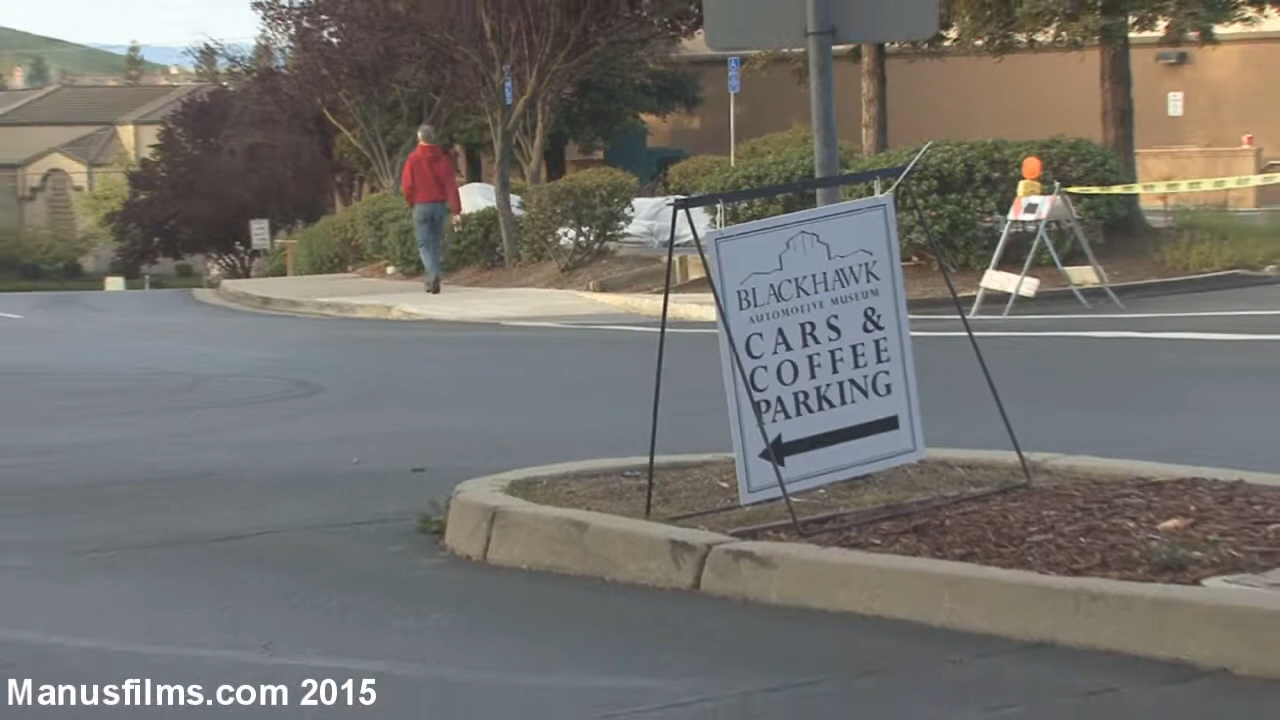 BLACKHAWK
AUTOMOTIVE MUSEUM
CARS &
COFFEE
PARKING
Manusfilms.com 2015